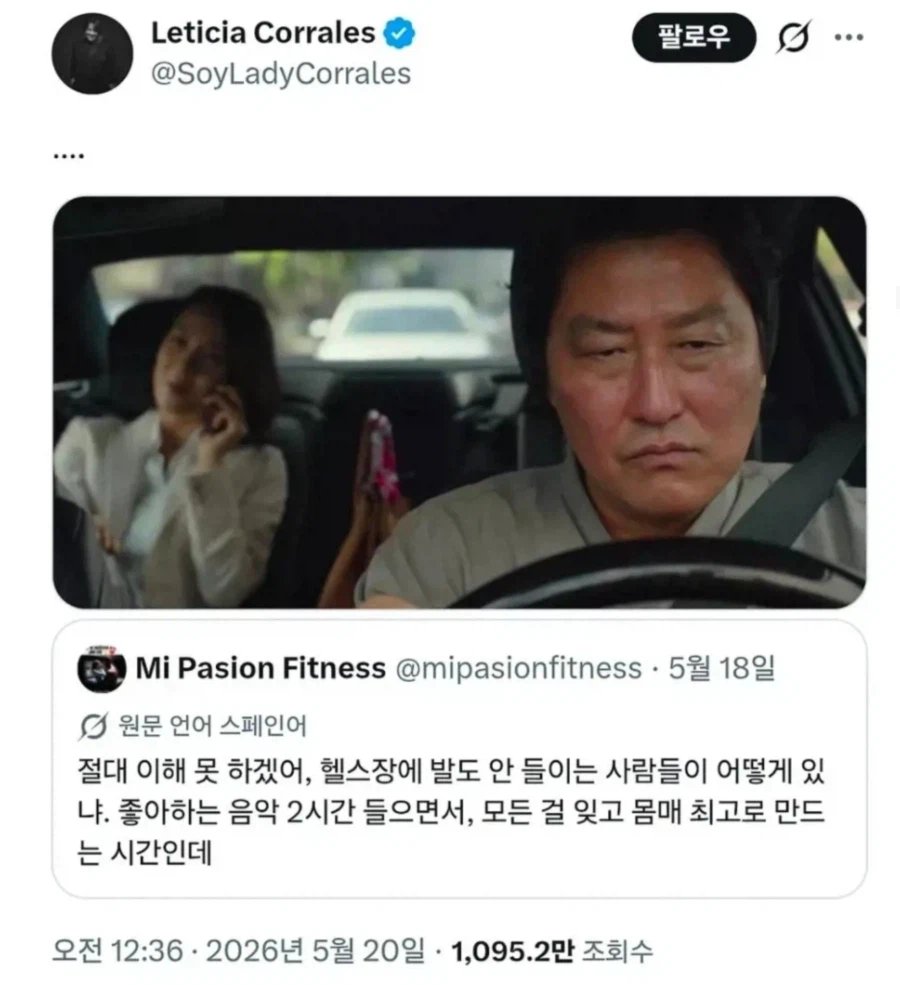 Leticia Corrales
팔로우
@SoyLadyCorrales
....
Mi Pasion Fitness @mipasionfitness · 5월 18일
원문 언어 스페인어
절대 이해 못 하겠어, 헬스장에 발도 안 들이는 사람들이 어떻게 있
냐. 좋아하는 음악 2시간 들으면서, 모든 걸 잊고 몸매 최고로 만드
는 시간인데
오전 12:36 · 2026년 5월 20일 · 1,095.2만 조회수